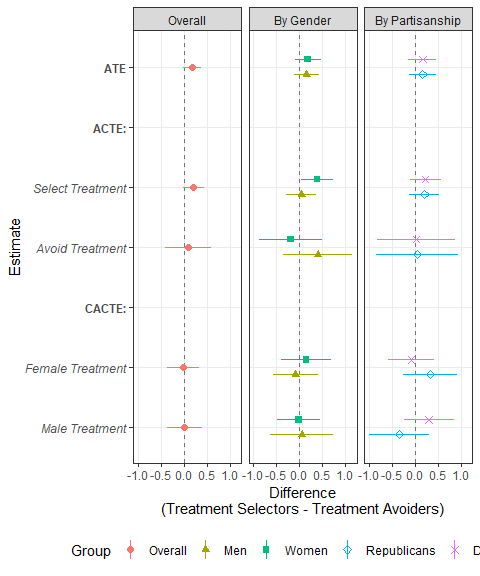 Overall
By Gender
By Partisanship
ATE
ACTE:
Select Treatment
Avoid Treatment
CACTE:
Female Treatment
Male Treatment
Estimate
-1.0 -0.5 0.0 0.5 1.0
-1.0 -0.5 0.0 0.5 1.0
-1.0 -0.5 0.0 0.5 1.0
Difference
(Treatment Selectors - Treatment Avoiders)
Group Overall Men Women Republicans D